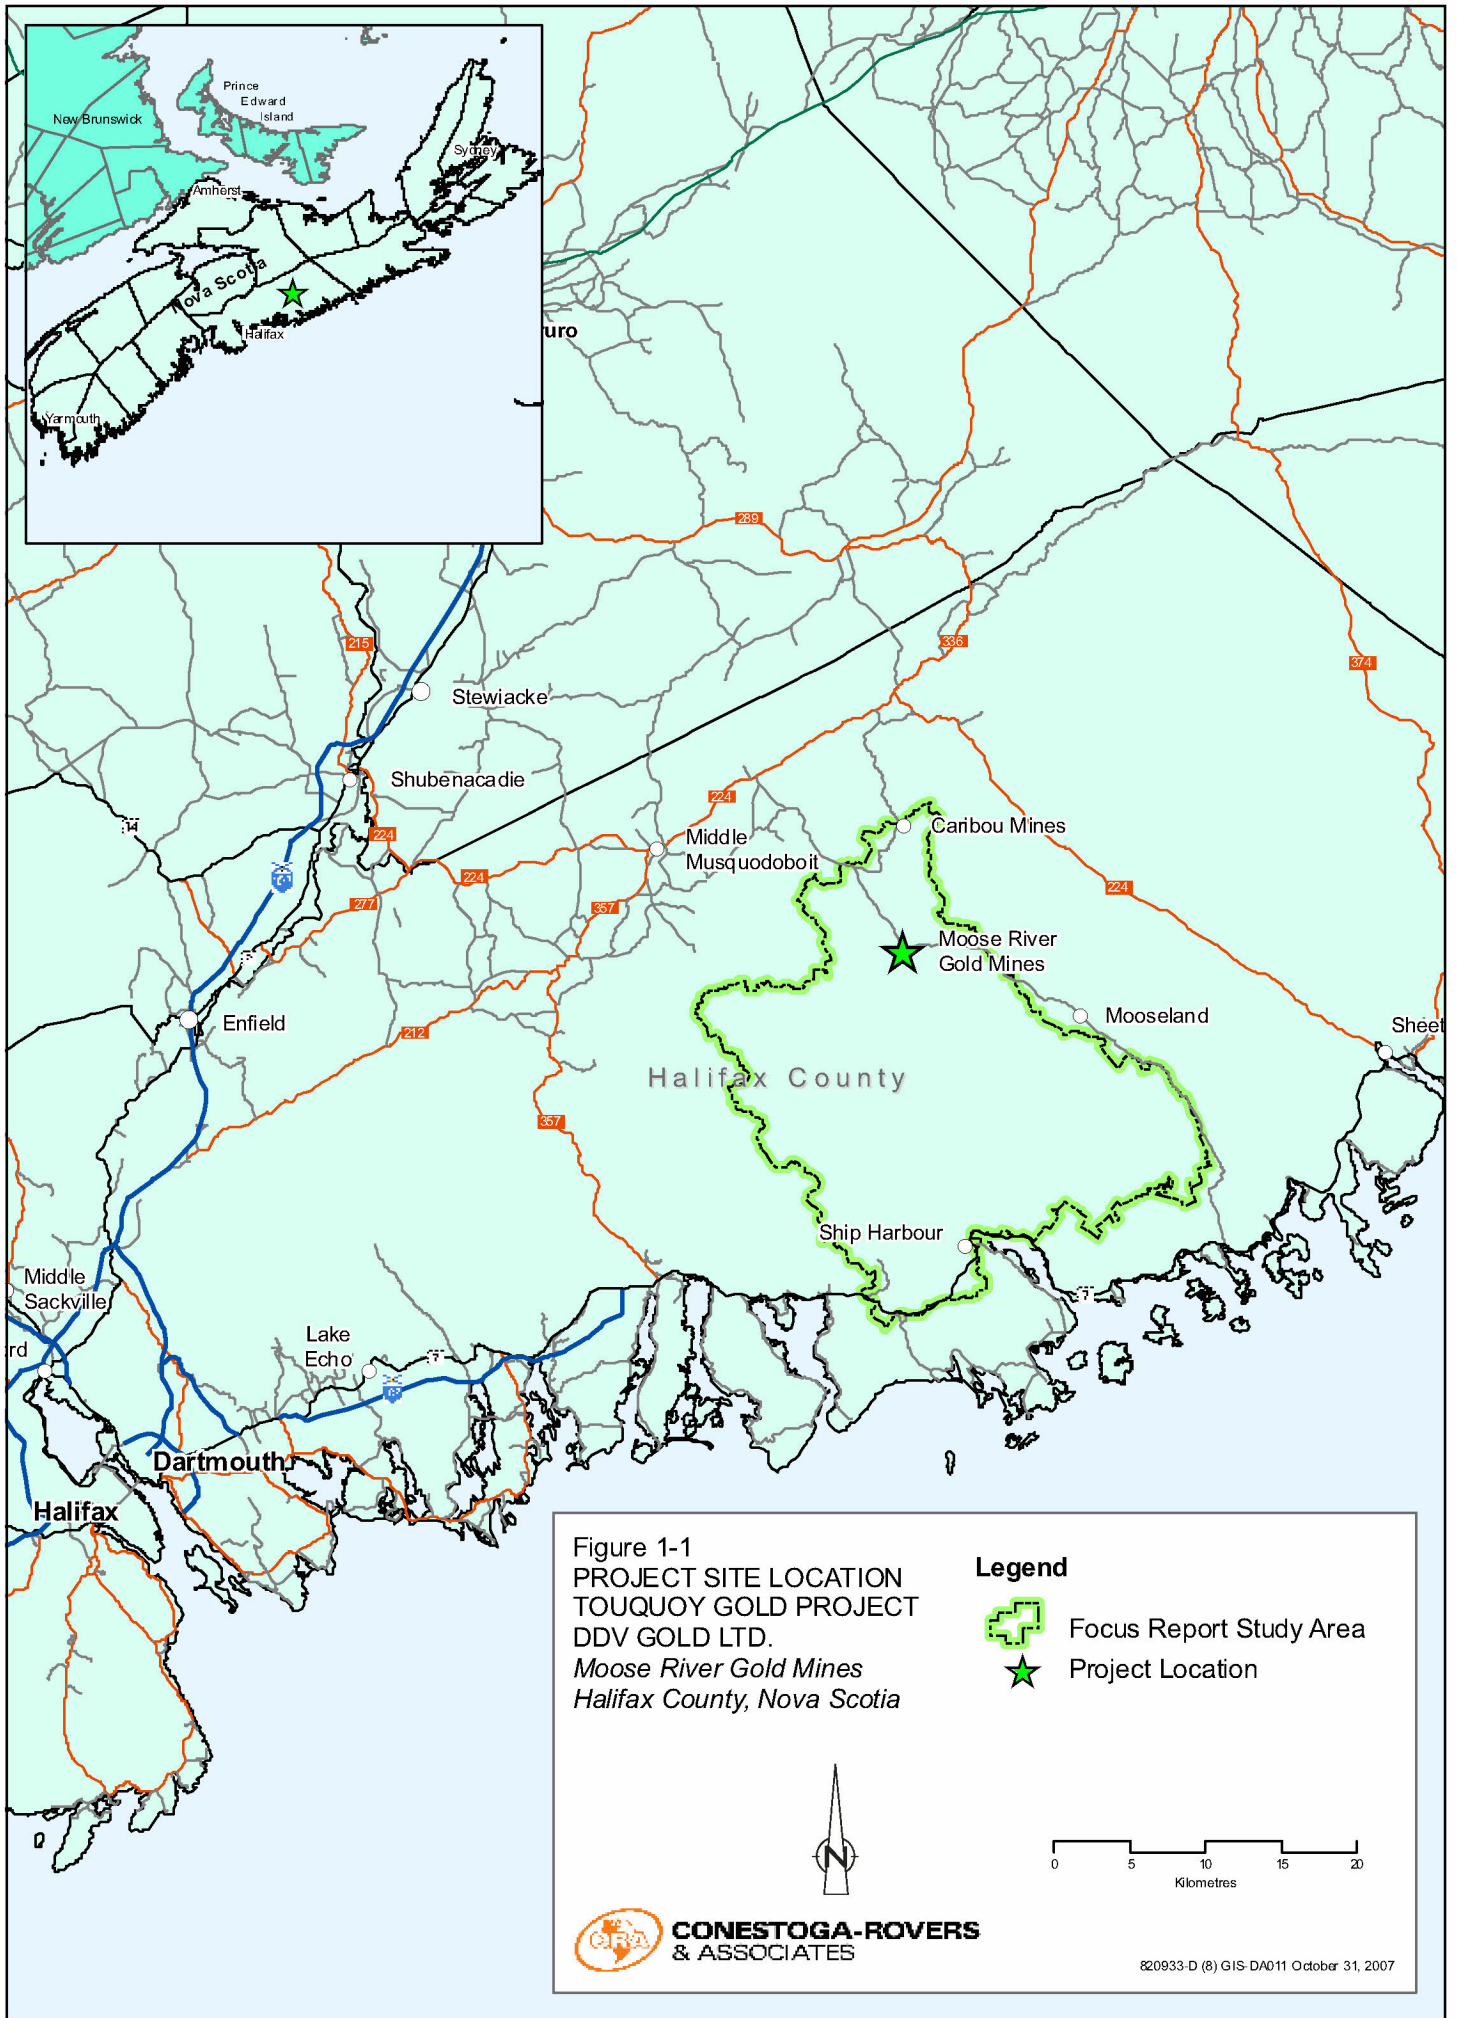 Prince
Edward
Island
New Brunswick
Sydney
Amherst
Nova Scotia
Halifax
Yarmouth
uro
289
215
336
374
Stewiacke
Shubenacadie
14
224
224
Middle
Musquodoboit
Caribou Mines
224
224
277
357
Moose River
Gold Mines
Mooseland
Enfield
212
Sheet
Halifax County
357
Ship Harbour
Middle
Sackville
7
rd
Lake
Echo
7
Dartmouth
Halifax
Figure 1-1
PROJECT SITE LOCATION
TOUQUOY GOLD PROJECT
DDV GOLD LTD.
Moose River Gold Mines
Halifax County, Nova Scotia
Legend
Focus Report Study Area
Project Location
N
0 5 10 15 20
Kilometres
CRA
CONESTOGA-ROVERS
& ASSOCIATES
820933-D (8) GIS-DA011 October 31, 2007